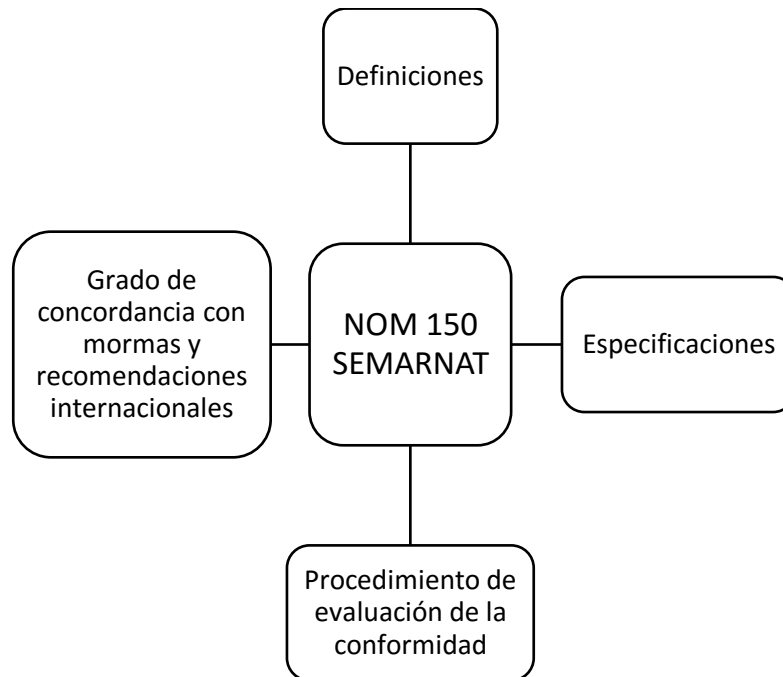 Definiciones
Grado de
concordancia con
mormas y
recomendaciones
internacionales
NOM 150
SEMARNAT
Especificaciones
Procedimiento de
evaluación de la
conformidad